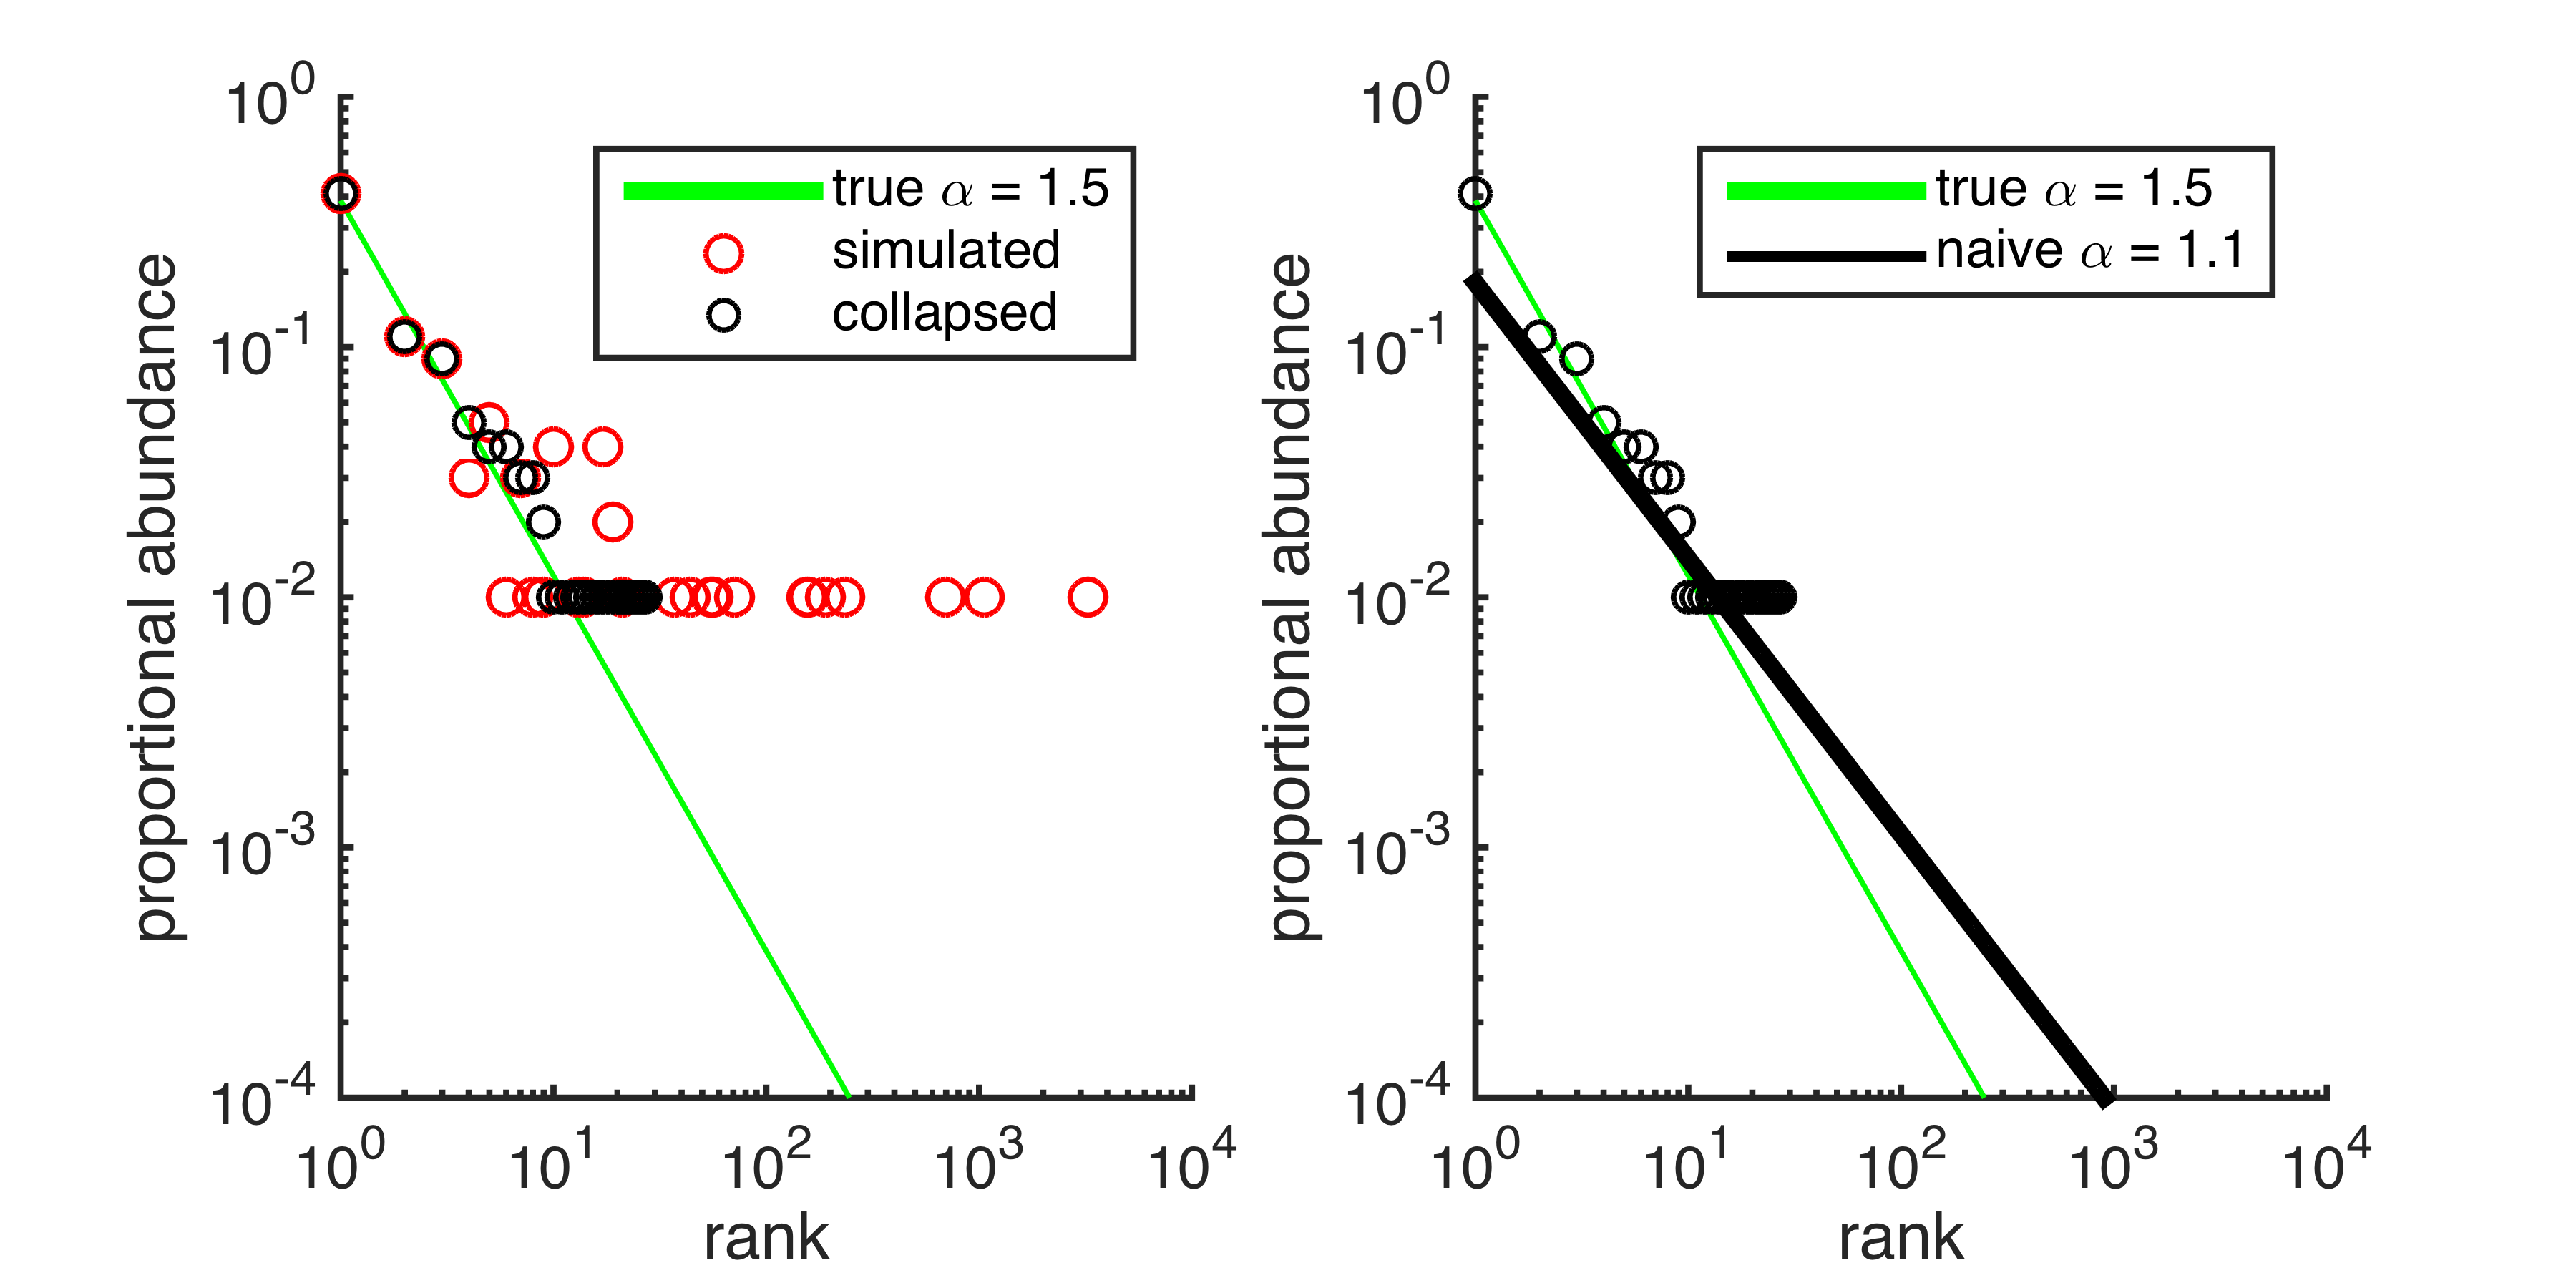 10^0
10^-1
10^-2
10^-3
10^-4
proportional abundance
true α = 1.5
simulated
collapsed
10^0 10^1 10^2 10^3 10^4
rank
10^0
10^-1
10^-2
10^-3
10^-4
proportional abundance
true α = 1.5
naive α = 1.1
10^0 10^1 10^2 10^3 10^4
rank